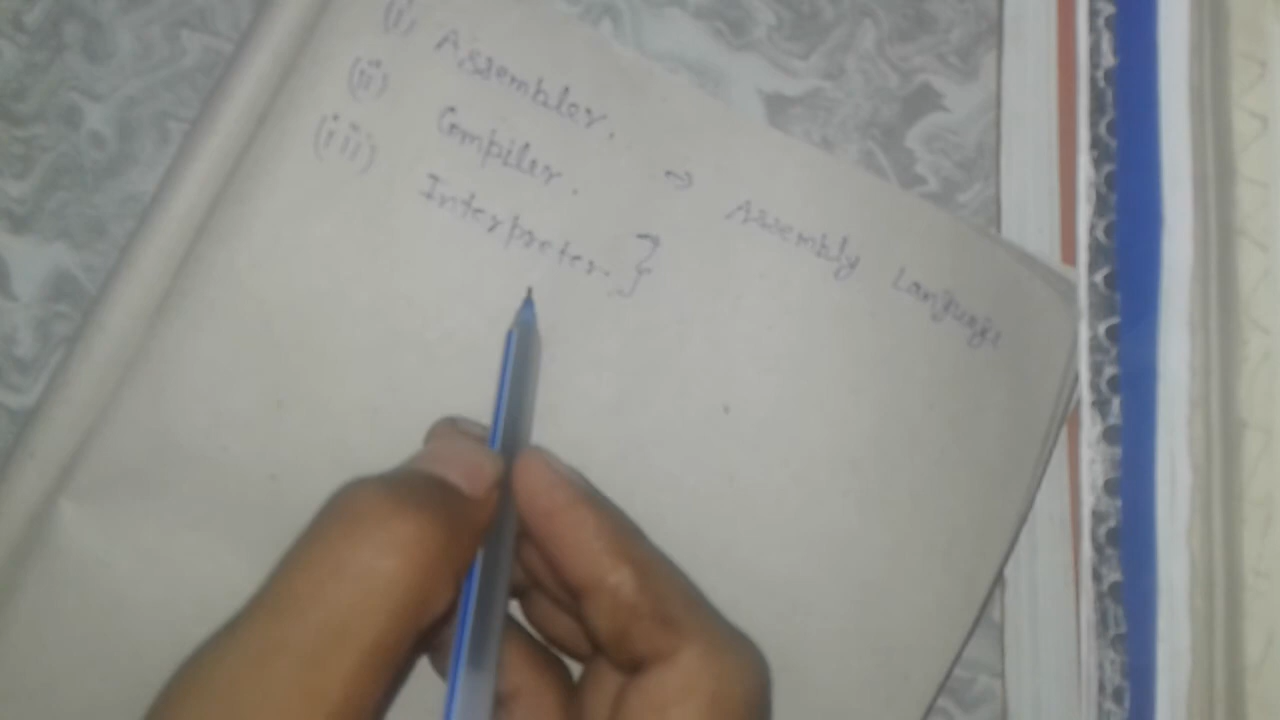 (i) Assembler. → Assembly Language
(ii) Compiler.
(iii) Interpreter. }